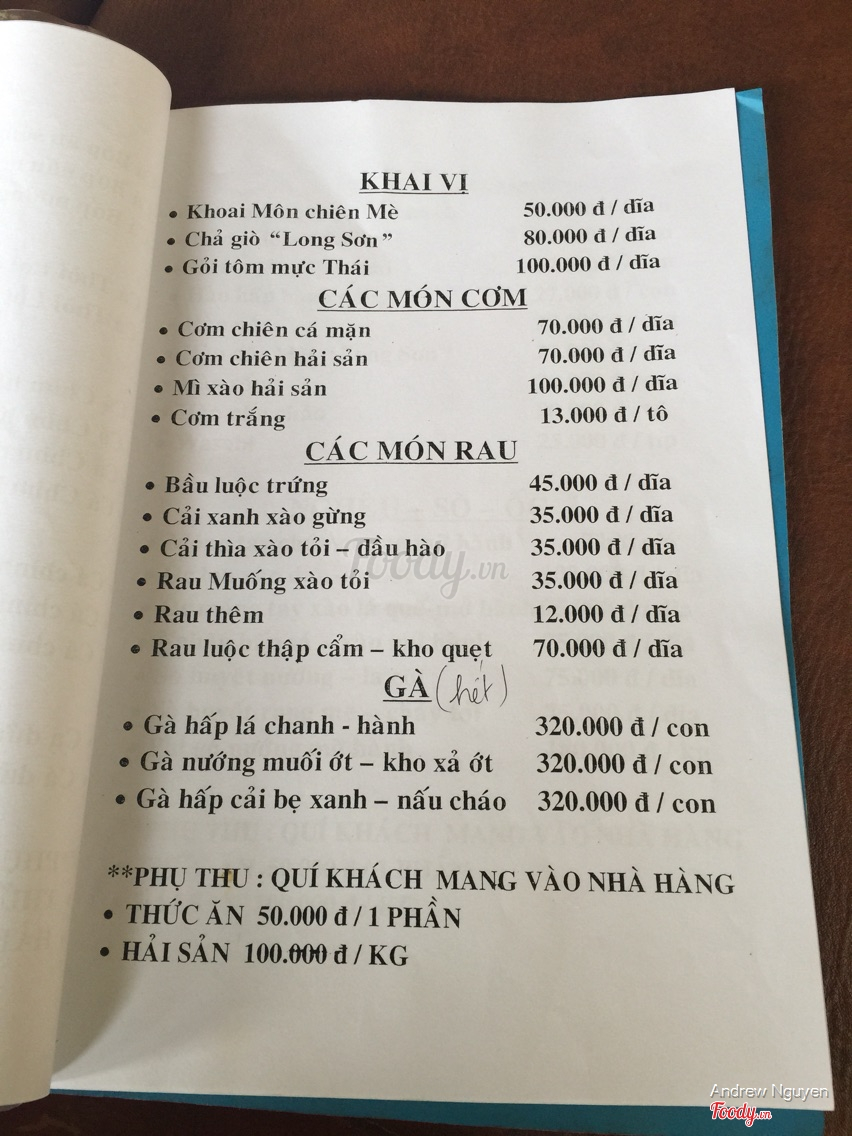 KHAI VỊ
• Khoai Môn chiên Mè 50.000 đ / dĩa
• Chả giò “Long Sơn” 80.000 đ / dĩa
• Gỏi tôm mực Thái 100.000 đ / dĩa
CÁC MÓN CƠM
• Cơm chiên cá mặn 70.000 đ / dĩa
• Cơm chiên hải sản 70.000 đ / dĩa
• Mì xào hải sản 100.000 đ / dĩa
• Cơm trắng 13.000 đ / tô
CÁC MÓN RAU
• Bầu luộc trứng 45.000 đ / dĩa
• Cải xanh xào gừng 35.000 đ / dĩa
• Cải thìa xào tỏi – dầu hào 35.000 đ / dĩa
Foody.vn
• Rau Muống xào tỏi 35.000 đ / dĩa
• Rau thêm 12.000 đ / dĩa
• Rau luộc thập cẩm – kho quẹt 70.000 đ / dĩa
GÀ (hết)
• Gà hấp lá chanh - hành 320.000 đ / con
• Gà nướng muối ớt – kho xả ớt 320.000 đ / con
• Gà hấp cải bẹ xanh – nấu cháo 320.000 đ / con
**PHỤ THU : QUÍ KHÁCH MANG VÀO NHÀ HÀNG
• THỨC ĂN 50.000 đ / 1 PHẦN
• HẢI SẢN 100.000 đ / KG
Andrew Nguyen
Foody.vn